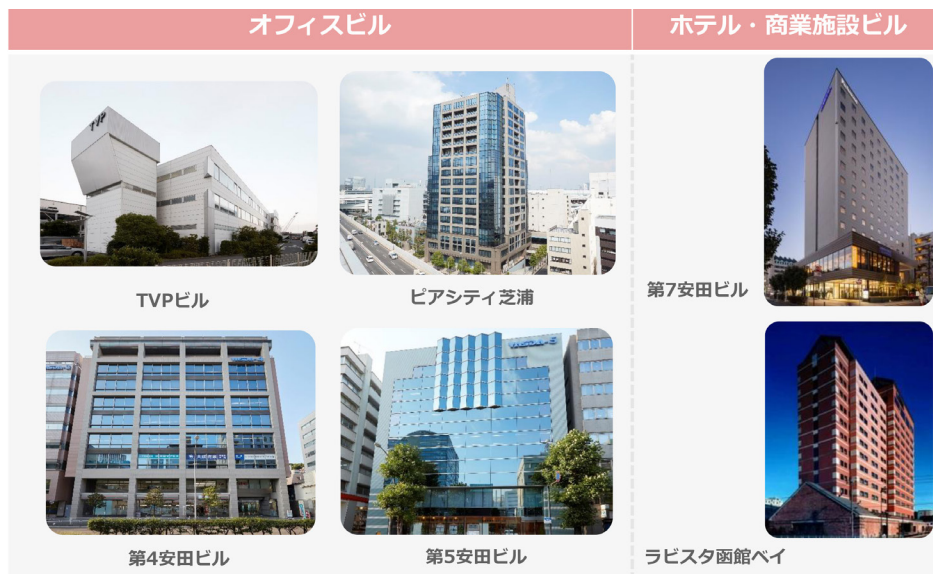 オフィスビル
ホテル・商業施設ビル
TVP
TVPビル
ピアシティ芝浦
第7安田ビル
第4安田ビル
第5安田ビル
ラビスタ函館ベイ